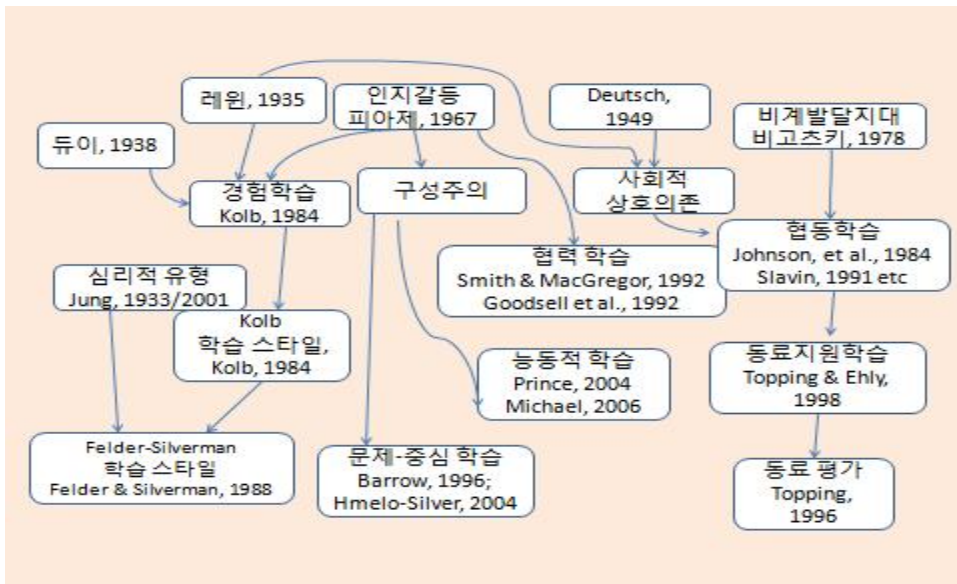 레윈, 1935
인지갈등
피아제, 1967
Deutsch,
1949
비계발달지대
비고츠키, 1978
듀이, 1938
경험학습
Kolb, 1984
구성주의
사회적
상호의존
협동학습
Johnson, et al., 1984
Slavin, 1991 etc
협력 학습
Smith & MacGregor, 1992
Goodsell et al., 1992
심리적 유형
Jung, 1933/2001
Kolb
학습 스타일,
Kolb, 1984
능동적 학습
Prince, 2004
Michael, 2006
동료지원학습
Topping & Ehly,
1998
Felder-Silverman
학습 스타일
Felder & Silverman, 1988
문제-중심 학습
Barrow, 1996;
Hmelo-Silver, 2004
동료 평가
Topping,
1996